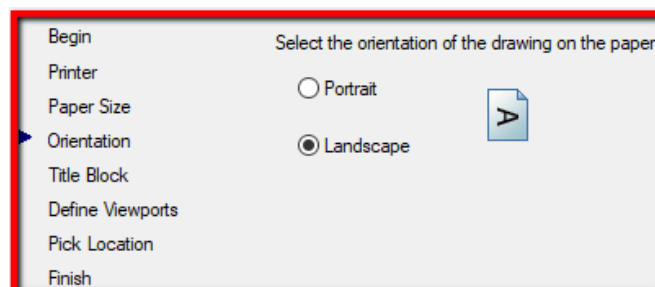 Begin
Printer
Paper Size
Orientation
Title Block
Define Viewports
Pick Location
Finish
Select the orientation of the drawing on the paper
Portrait
Landscape
A